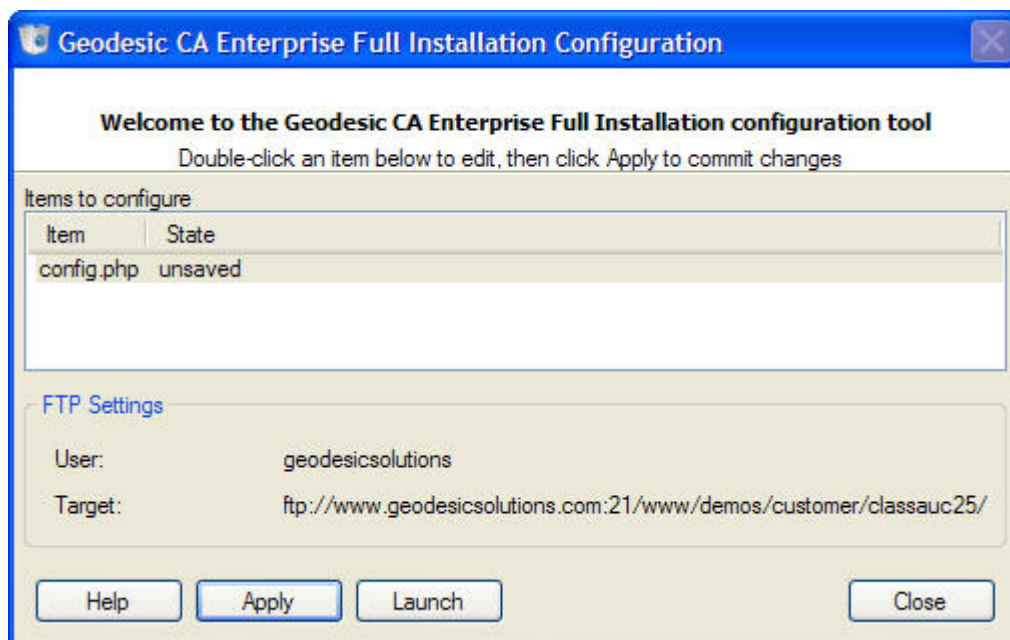 Geodesic CA Enterprise Full Installation Configuration
Welcome to the Geodesic CA Enterprise Full Installation configuration tool
Double-click an item below to edit, then click Apply to commit changes
Items to configure
Item State
config.php unsaved
FTP Settings
User: geodesicsolutions
Target: ftp://www.geodesicsolutions.com:21/www/demos/customer/classauc25/
Help Apply Launch Close